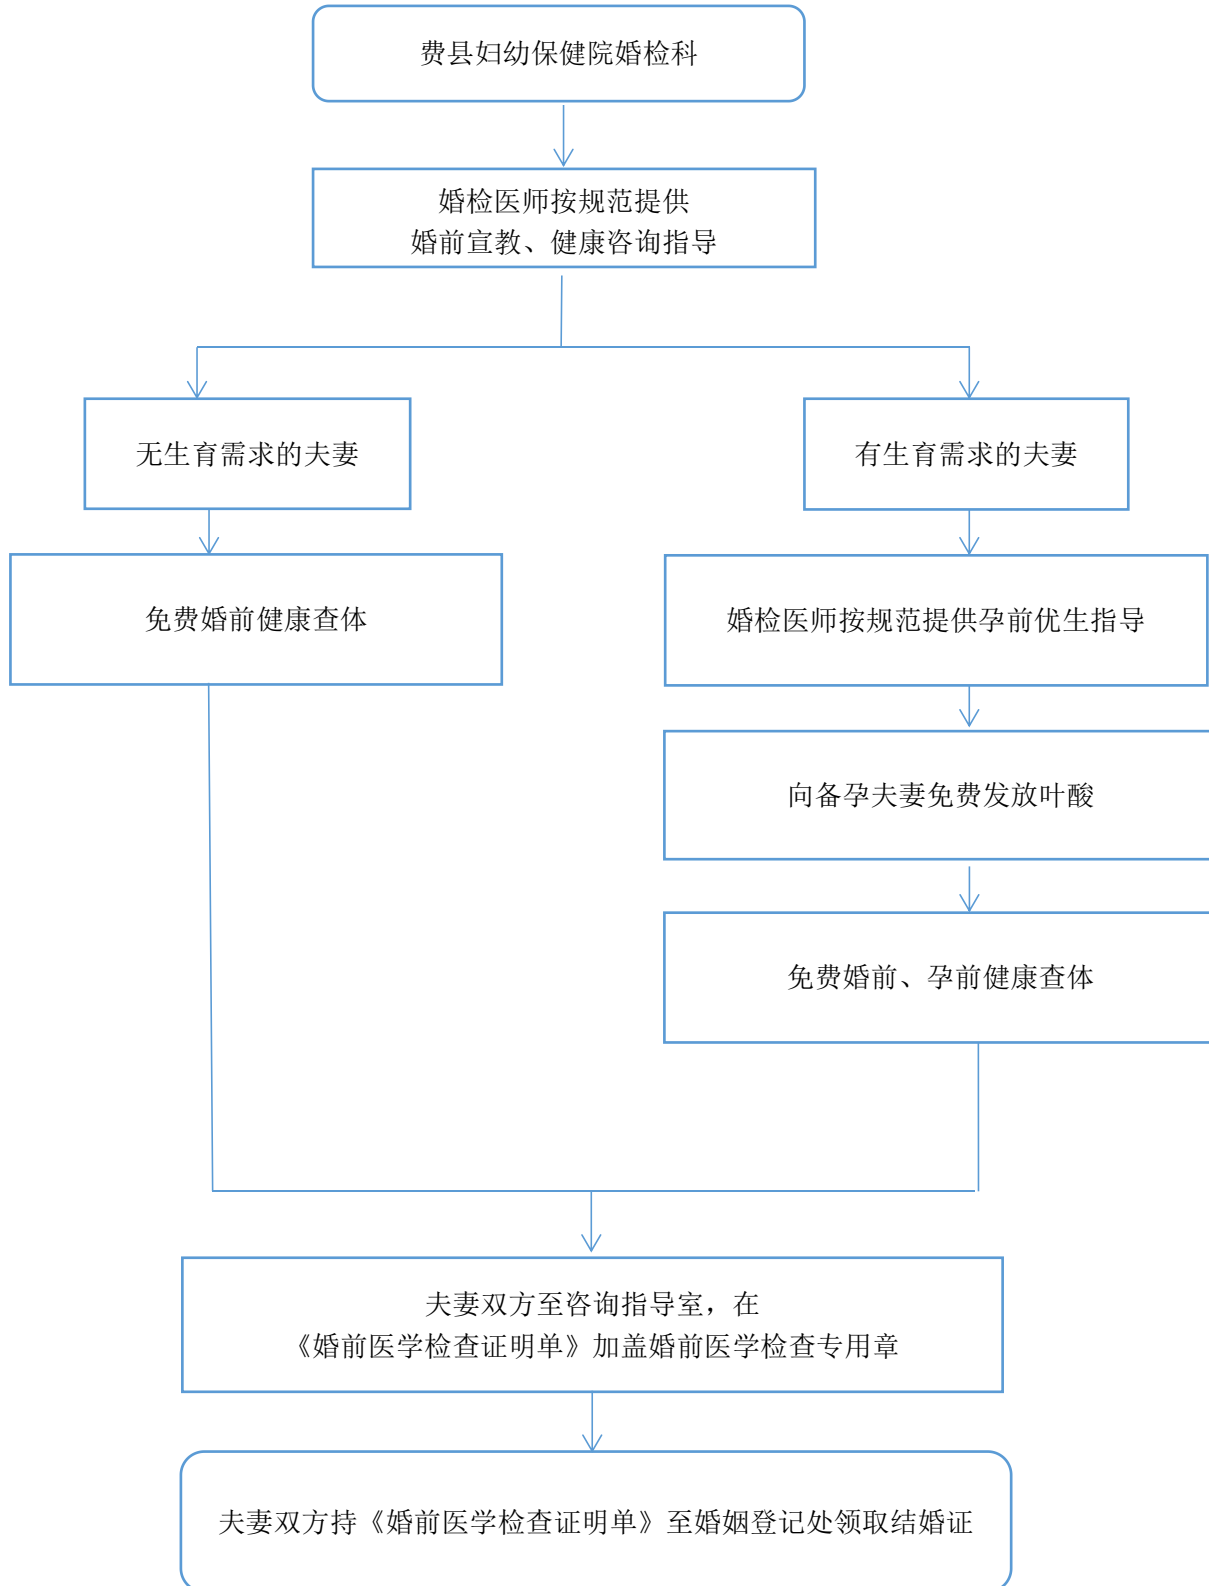 费县妇幼保健院婚检科
婚检医师按规范提供
婚前宣教、健康咨询指导
无生育需求的夫妻
有生育需求的夫妻
免费婚前健康查体
婚检医师按规范提供孕前优生指导
向备孕夫妻免费发放叶酸
免费婚前、孕前健康查体
夫妻双方至咨询指导室，在
《婚前医学检查证明单》加盖婚前医学检查专用章
夫妻双方持《婚前医学检查证明单》至婚姻登记处领取结婚证